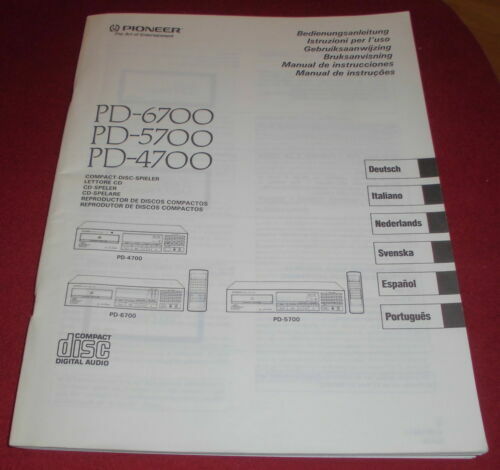 PIONEER
The Art of Entertainment
Bedienungsanleitung
Istruzioni per l'uso
Gebruiksaanwijzing
Bruksanvisning
Manual de instrucciones
Manual de instruções
PD-6700
PD-5700
PD-4700
COMPACT-DISC-SPIELER
LETTORE CD
CD-SPELER
CD-SPELARE
REPRODUCTOR DE DISCOS COMPACTOS
REPRODUTOR DE DISCOS COMPACTOS
Deutsch
Italiano
Nederlands
Svenska
Español
Português
PD-4700
PD-6700
PD-5700
COMPACT
disc
DIGITAL AUDIO